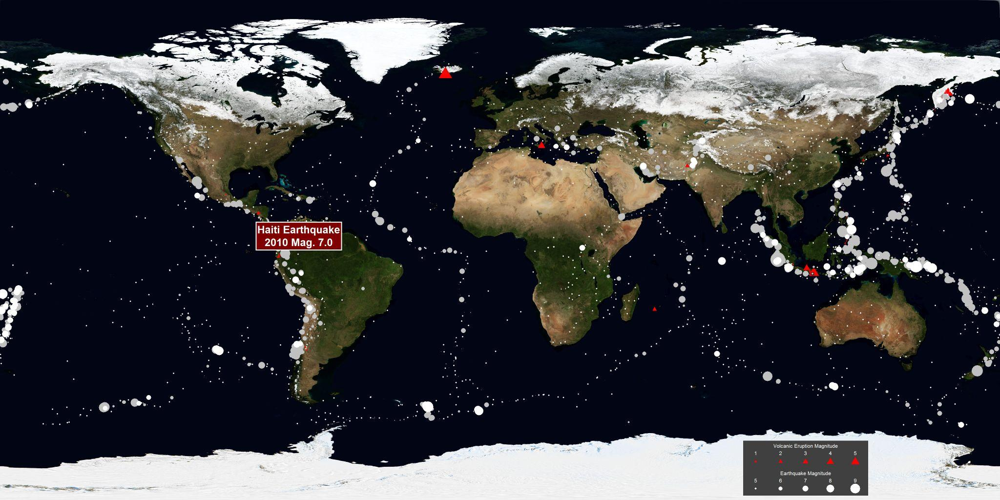 Haiti Earthquake
2010 Mag. 7.0
Volcanic Eruption Magnitude
1 2 3 4 5
Earthquake Magnitude
5 6 7 8 9